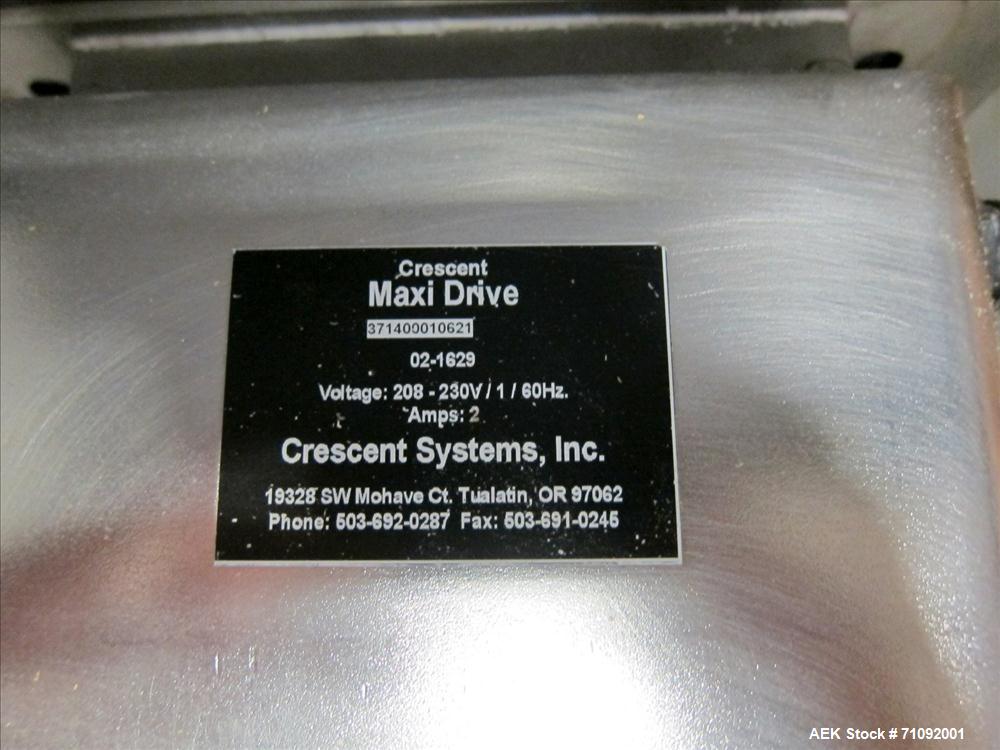 Crescent
Maxi Drive
371400010621
02-1629
Voltage: 208 - 230V / 1 / 60Hz.
Amps: 2
Crescent Systems, Inc.
19328 SW Mohave Ct. Tualatin, OR 97062
Phone: 503-692-0287 Fax: 503-691-0245
AEK Stock #71092001